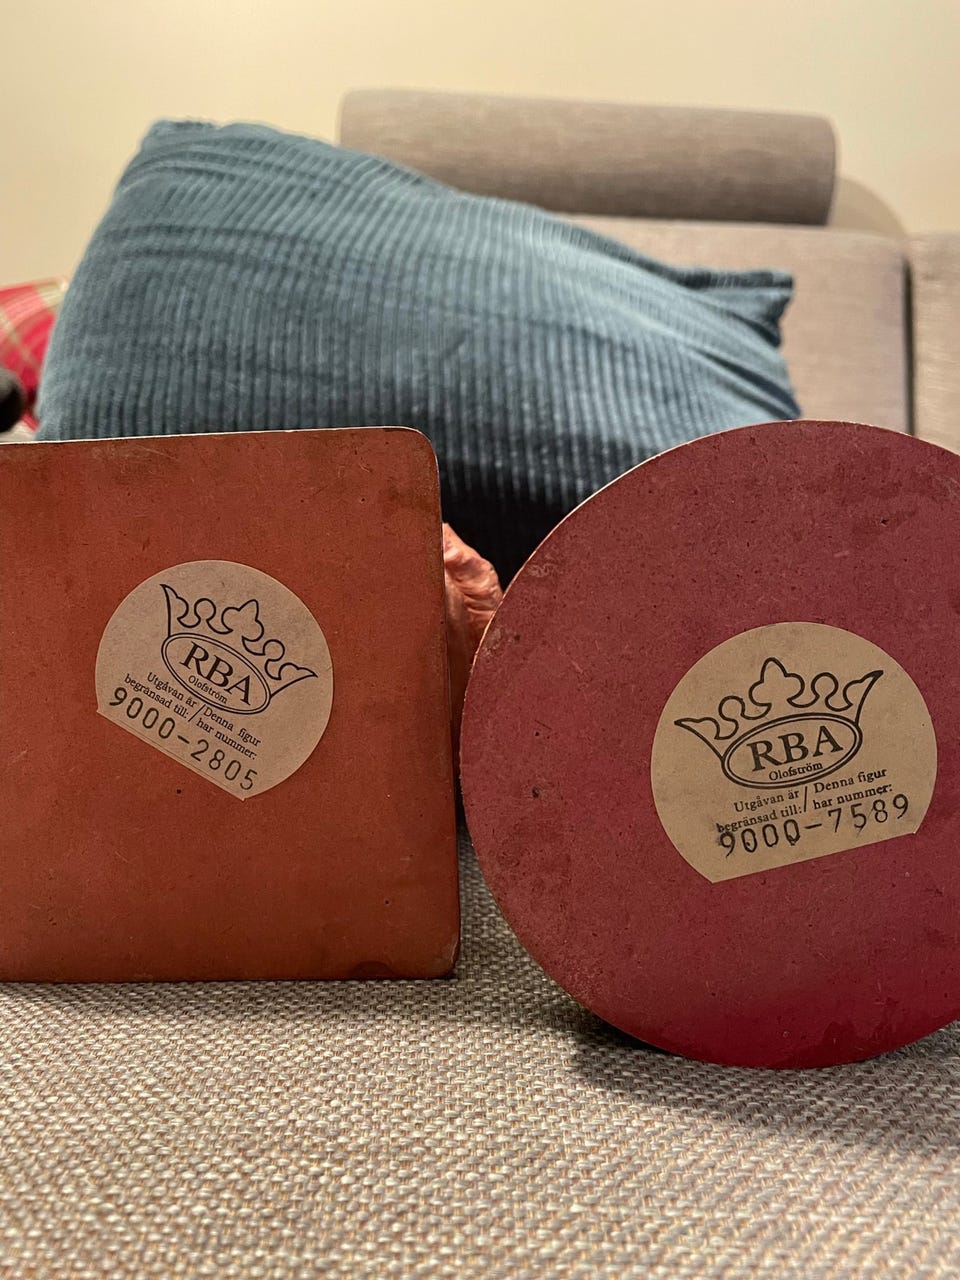 RBA
Olofström
Utgåvan är / Denna figur
begränsad till: / har nummer:
9000-2805
RBA
Olofström
Utgåvan är / Denna figur
begränsad till: / har nummer:
9000-7589